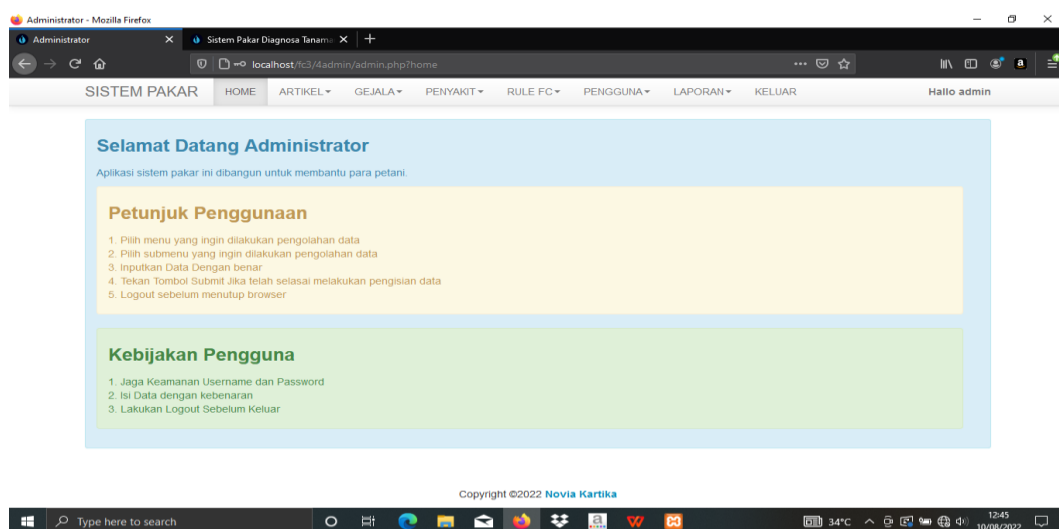 Administrator - Mozilla Firefox
Administrator
Sistem Pakar Diagnosa Tanama
localhost/fc3/4admin/admin.php?home
SISTEM PAKAR HOME ARTIKEL GEJALA PENYAKIT RULE FC PENGGUNA LAPORAN KELUAR Hallo admin
Selamat Datang Administrator
Aplikasi sistem pakar ini dibangun untuk membantu para petani.
Petunjuk Penggunaan
1. Pilih menu yang ingin dilakukan pengolahan data
2. Pilih submenu yang ingin dilakukan pengolahan data
3. Inputkan Data Dengan benar
4. Tekan Tombol Submit Jika telah selasai melakukan pengisian data
5. Logout sebelum menutup browser
Kebijakan Pengguna
1. Jaga Keamanan Username dan Password
2. Isi Data dengan kebenaran
3. Lakukan Logout Sebelum Keluar
Copyright ©2022 Novia Kartika
Type here to search
34°C
12:45
10/08/2022